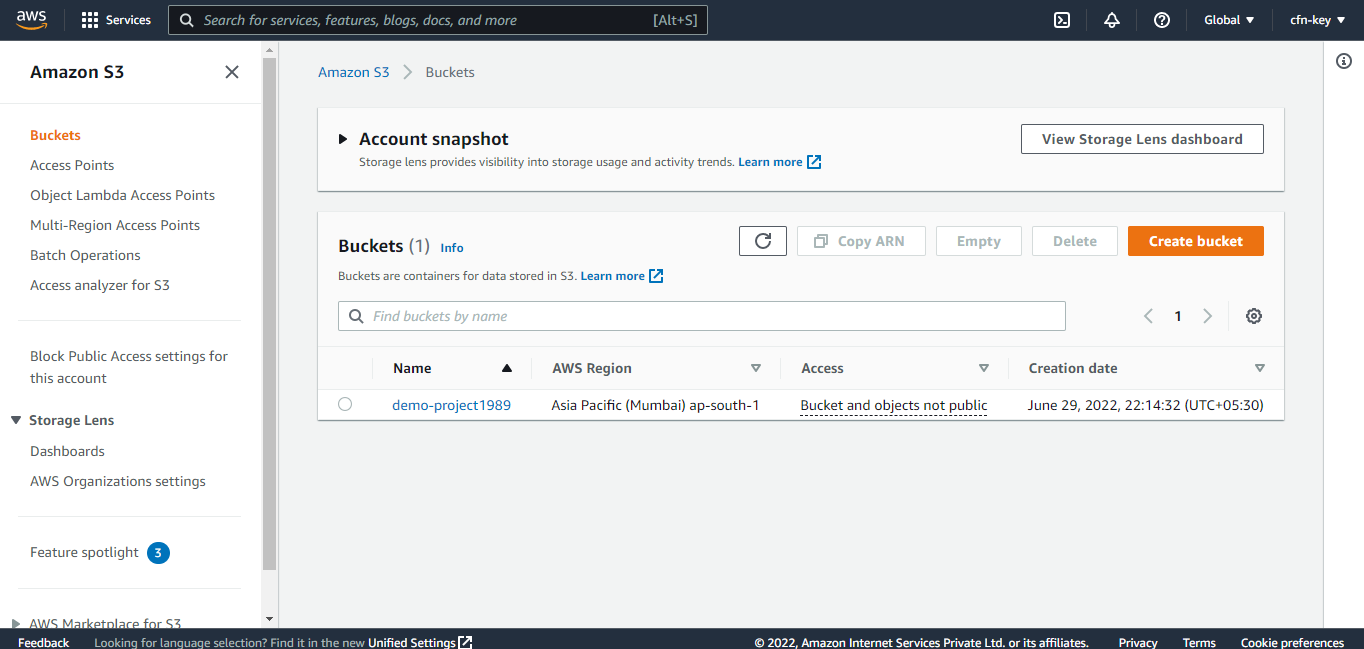 aws
Services
Search for services, features, blogs, docs, and more [Alt+S]
Global ▼
cfn-key ▼
Amazon S3
Buckets
Access Points
Object Lambda Access Points
Multi-Region Access Points
Batch Operations
Access analyzer for S3
Block Public Access settings for
this account
Storage Lens
Dashboards
AWS Organizations settings
Feature spotlight 3
AWS Marketplace for S3
Amazon S3 > Buckets
Account snapshot
Storage lens provides visibility into storage usage and activity trends. Learn more
View Storage Lens dashboard
Buckets (1) Info
Copy ARN
Empty
Delete
Create bucket
Buckets are containers for data stored in S3. Learn more
Find buckets by name
1
Name AWS Region Access Creation date
demo-project1989 Asia Pacific (Mumbai) ap-south-1 Bucket and objects not public June 29, 2022, 22:14:32 (UTC+05:30)
Feedback Looking for language selection? Find it in the new Unified Settings © 2022, Amazon Internet Services Private Ltd. or its affiliates. Privacy Terms Cookie preferences